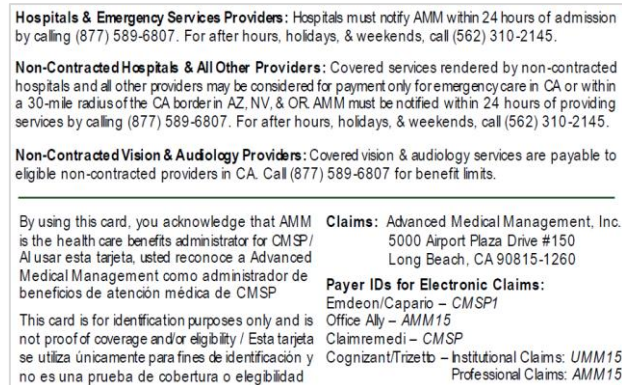 Hospitals & Emergency Services Providers: Hospitals must notify AMM within 24 hours of admission
by calling (877) 589-6807. For after hours, holidays, & weekends, call (562) 310-2145.
Non-Contracted Hospitals & All Other Providers: Covered services rendered by non-contracted
hospitals and all other providers may be considered for payment only for emergency care in CA or within
a 30-mile radius of the CA border in AZ, NV, & OR. AMM must be notified within 24 hours of providing
services by calling (877) 589-6807. For after hours, holidays, & weekends, call (562) 310-2145.
Non-Contracted Vision & Audiology Providers: Covered vision & audiology services are payable to
eligible non-contracted providers in CA. Call (877) 589-6807 for benefit limits.
By using this card, you acknowledge that AMM
is the health care benefits administrator for CMSP/
Al usar esta tarjeta, usted reconoce a Advanced
Medical Management como administrador de
beneficios de atención médica de CMSP
This card is for identification purposes only and is
not proof of coverage and/or eligibility / Esta tarjeta
se utiliza únicamente para fines de identificación y
no es una prueba de cobertura o elegibilidad
Claims: Advanced Medical Management, Inc.
5000 Airport Plaza Drive #150
Long Beach, CA 90815-1260
Payer IDs for Electronic Claims:
Emdeon/Capario – CMSP1
Office Ally – AMM15
Claimremedi – CMSP
Cognizant/Trizetto – Institutional Claims: UMM15
Professional Claims: AMM15